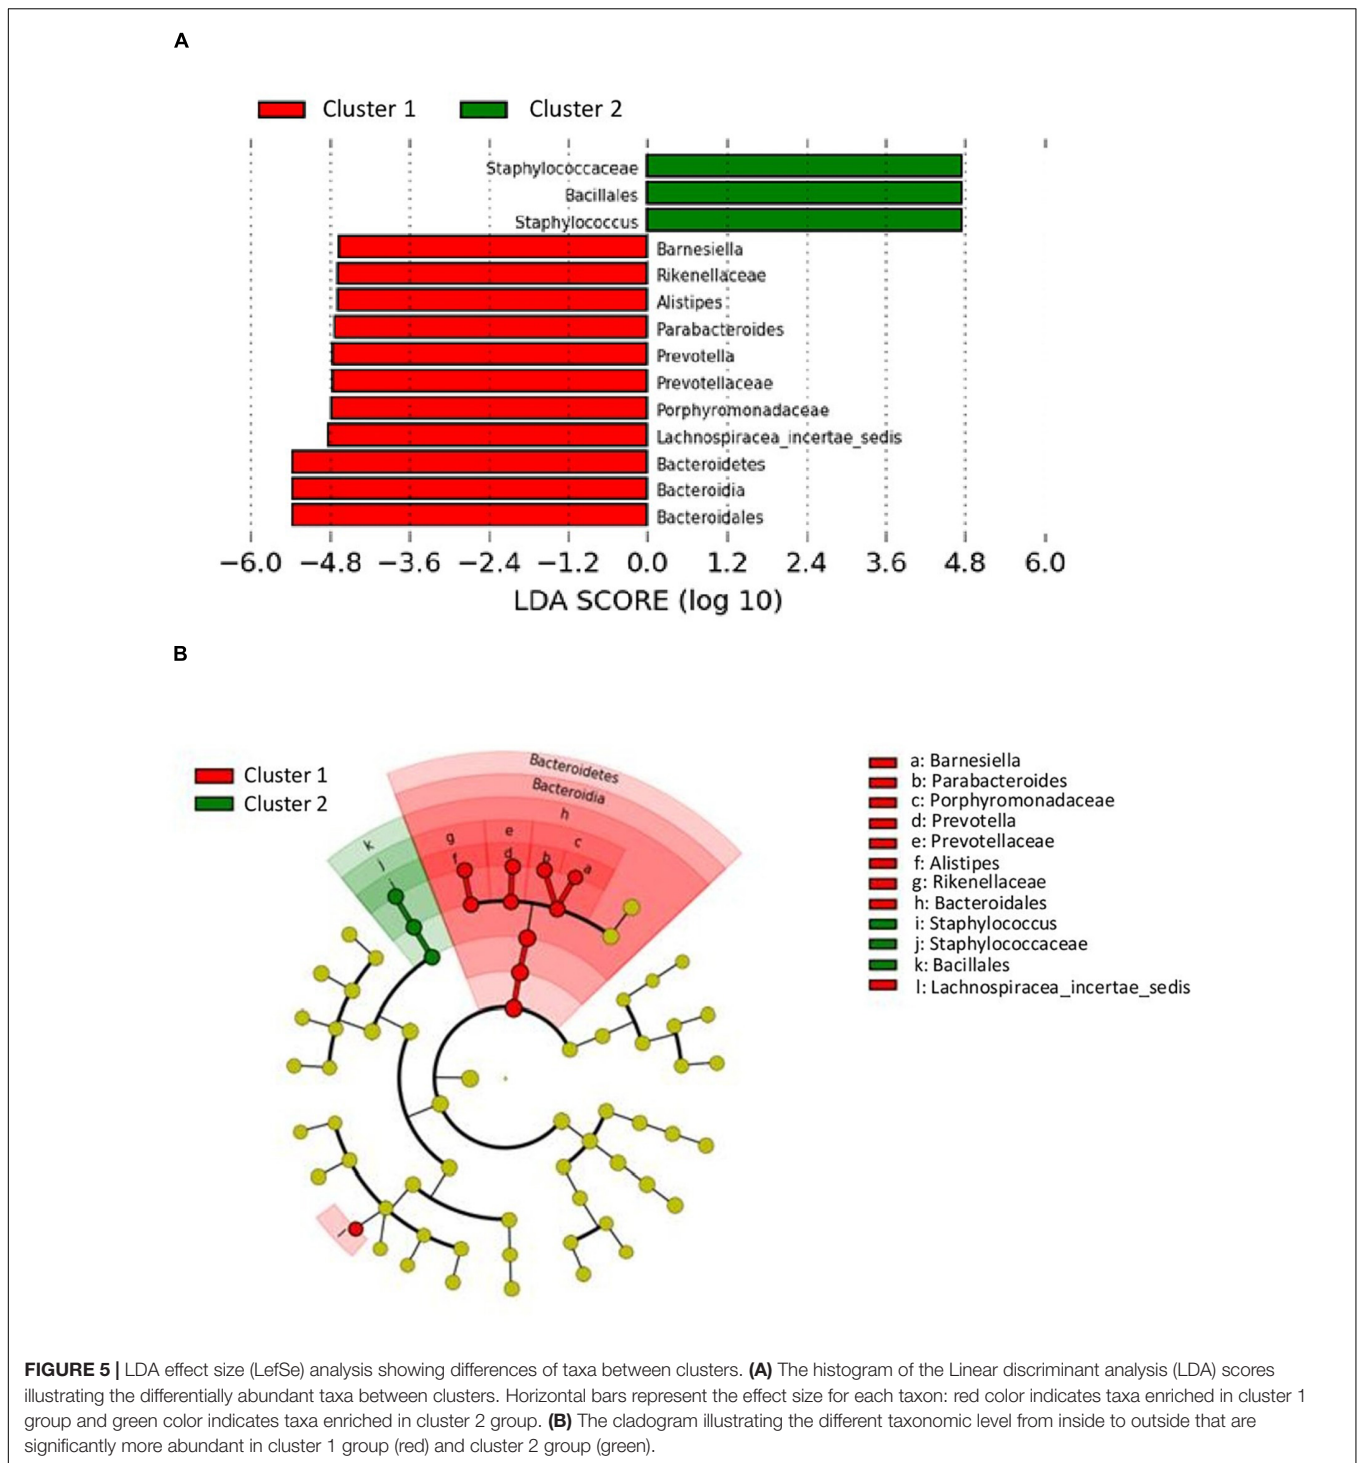 A
Cluster 1 Cluster 2
Staphylococcaceae
Bacillales
Staphylococcus
Barnesiella
Rikenellaceae
Alistipes
Parabacteroides
Prevotella
Prevotellaceae
Porphyromonadaceae
Lachnospiracea_incertae_sedis
Bacteroidetes
Bacteroidia
Bacteroidales
−6.0 −4.8 −3.6 −2.4 −1.2 0.0 1.2 2.4 3.6 4.8 6.0
LDA SCORE (log 10)
B
Cluster 1
Cluster 2
Bacteroidetes
Bacteroidia
h
k
g
e
c
j
f
d
b
a
i
l
a: Barnesiella
b: Parabacteroides
c: Porphyromonadaceae
d: Prevotella
e: Prevotellaceae
f: Alistipes
g: Rikenellaceae
h: Bacteroidales
i: Staphylococcus
j: Staphylococcaceae
k: Bacillales
l: Lachnospiracea_incertae_sedis
FIGURE 5 | LDA effect size (LefSe) analysis showing differences of taxa between clusters. (A) The histogram of the Linear discriminant analysis (LDA) scores
illustrating the differentially abundant taxa between clusters. Horizontal bars represent the effect size for each taxon: red color indicates taxa enriched in cluster 1
group and green color indicates taxa enriched in cluster 2 group. (B) The cladogram illustrating the different taxonomic level from inside to outside that are
significantly more abundant in cluster 1 group (red) and cluster 2 group (green).